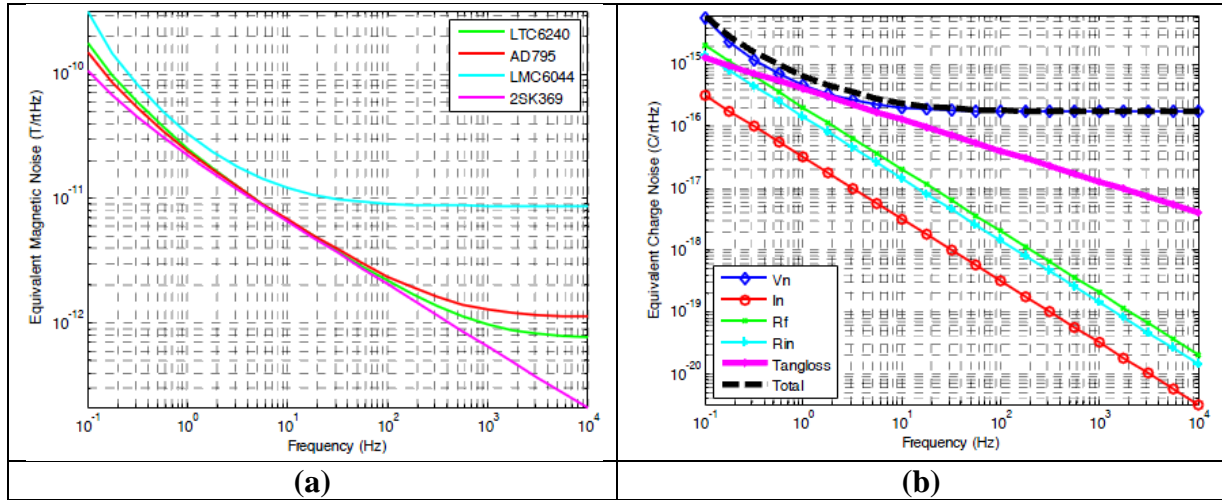 Equivalent Magnetic Noise (T/rtHz)
10^-10
10^-11
10^-12
LTC6240
AD795
LMC6044
2SK369
10^-1 10^0 10^1 10^2 10^3 10^4
Frequency (Hz)
(a)
Equivalent Charge Noise (C/rtHz)
10^-15
10^-16
10^-17
10^-18
10^-19
10^-20
Vn
In
Rf
Rin
Tangloss
Total
10^-1 10^0 10^1 10^2 10^3 10^4
Frequency (Hz)
(b)